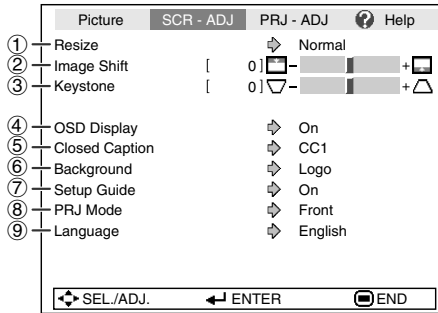 Picture SCR - ADJ PRJ - ADJ ? Help
① Resize Normal
② Image Shift [ 0 ] - +
③ Keystone [ 0 ] - +
④ OSD Display On
⑤ Closed Caption CC1
⑥ Background Logo
⑦ Setup Guide On
⑧ PRJ Mode Front
⑨ Language English
SEL./ADJ. ENTER END